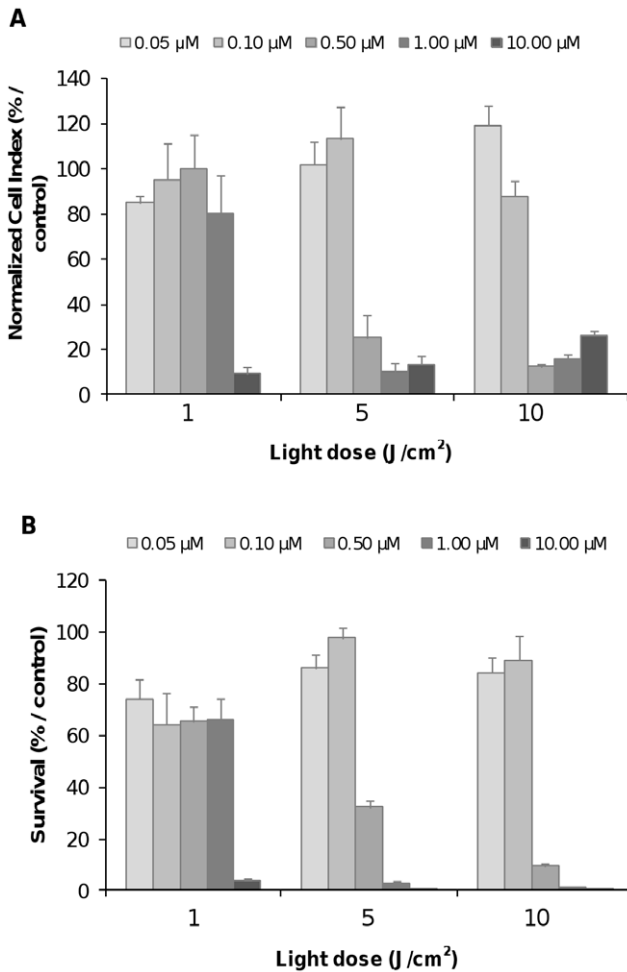 A
0.05 µM 0.10 µM 0.50 µM 1.00 µM 10.00 µM
Normalized Cell Index (% /
control)
140
120
100
80
60
40
20
0
1 5 10
Light dose (J/cm²)
B
0.05 µM 0.10 µM 0.50 µM 1.00 µM 10.00 µM
Survival (% / control)
120
100
80
60
40
20
0
1 5 10
Light dose (J/cm²)